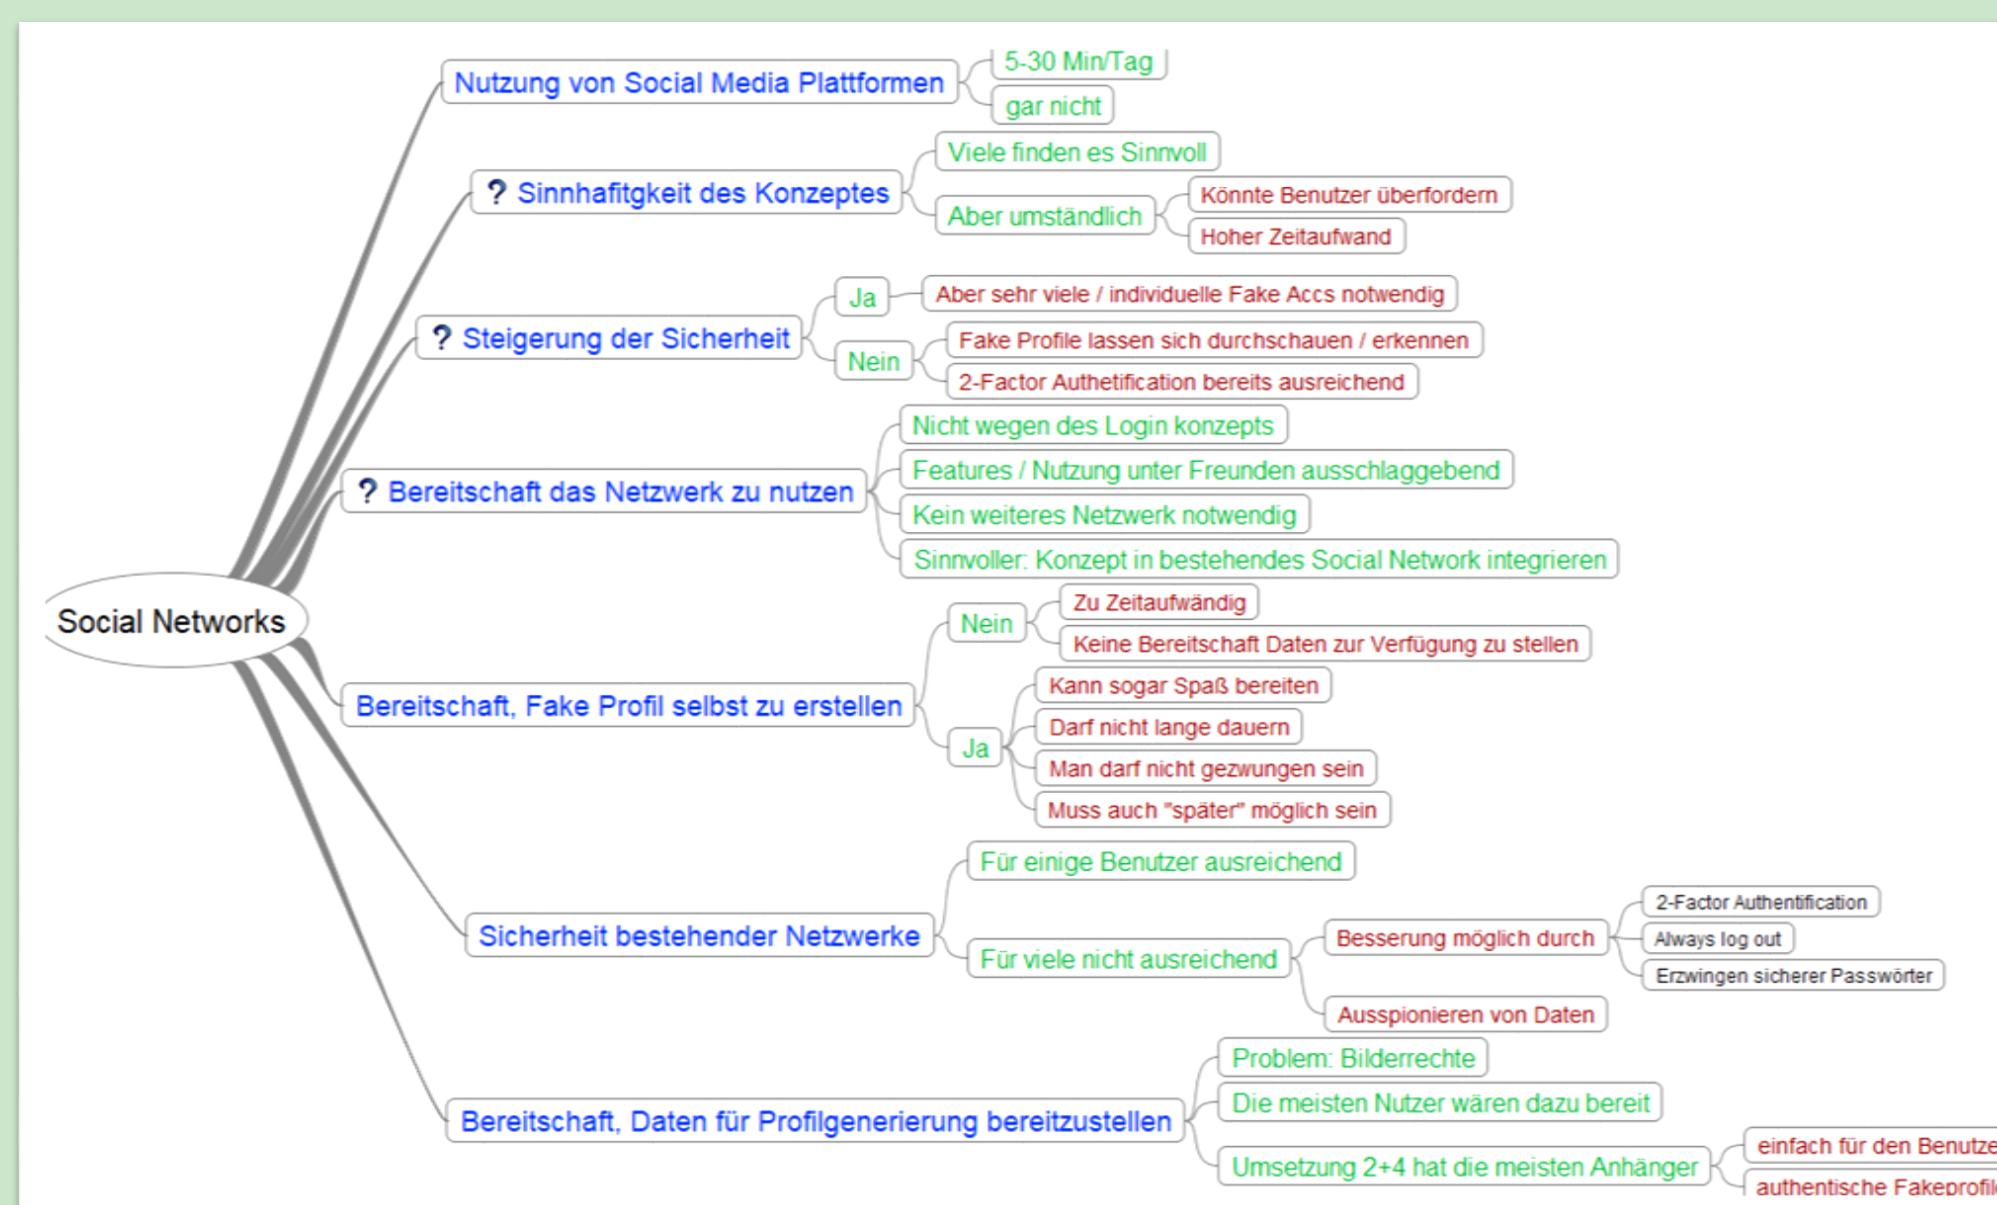 Social Networks
Nutzung von Social Media Plattformen
5-30 Min/Tag
gar nicht
? Sinnhafitgkeit des Konzeptes
Viele finden es Sinnvoll
Aber umständlich
Könnte Benutzer überfordern
Hoher Zeitaufwand
? Steigerung der Sicherheit
Ja
Aber sehr viele / individuelle Fake Accs notwendig
Nein
Fake Profile lassen sich durchschauen / erkennen
2-Factor Authetification bereits ausreichend
? Bereitschaft das Netzwerk zu nutzen
Nicht wegen des Login konzepts
Features / Nutzung unter Freunden ausschlaggebend
Kein weiteres Netzwerk notwendig
Sinnvoller: Konzept in bestehendes Social Network integrieren
Bereitschaft, Fake Profil selbst zu erstellen
Nein
Zu Zeitaufwändig
Keine Bereitschaft Daten zur Verfügung zu stellen
Ja
Kann sogar Spaß bereiten
Darf nicht lange dauern
Man darf nicht gezwungen sein
Muss auch "später" möglich sein
Sicherheit bestehender Netzwerke
Für einige Benutzer ausreichend
Für viele nicht ausreichend
Besserung möglich durch
2-Factor Authentification
Always log out
Erzwingen sicherer Passwörter
Ausspionieren von Daten
Bereitschaft, Daten für Profilgenerierung bereitzustellen
Problem: Bilderrechte
Die meisten Nutzer wären dazu bereit
Umsetzung 2+4 hat die meisten Anhänger
einfach für den Benutze
authentische Fakeprofil